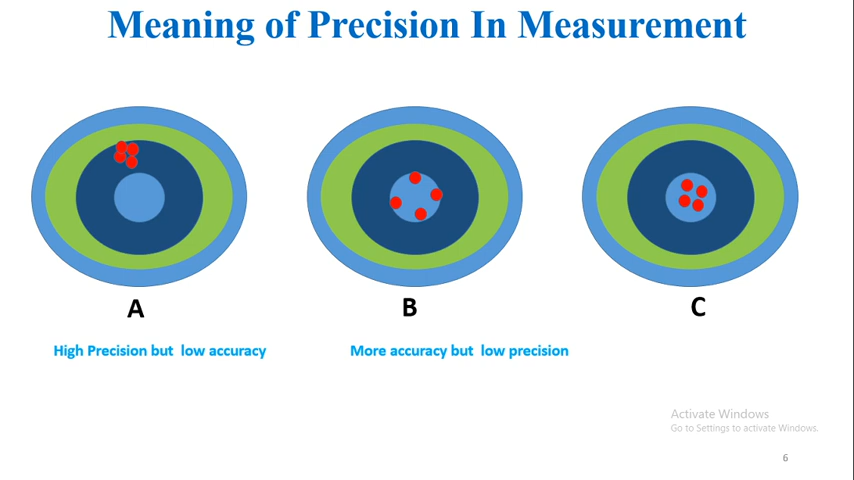 Meaning of Precision In Measurement
A
B
C
High Precision but low accuracy
More accuracy but low precision
Activate Windows
Go to Settings to activate Windows.
6